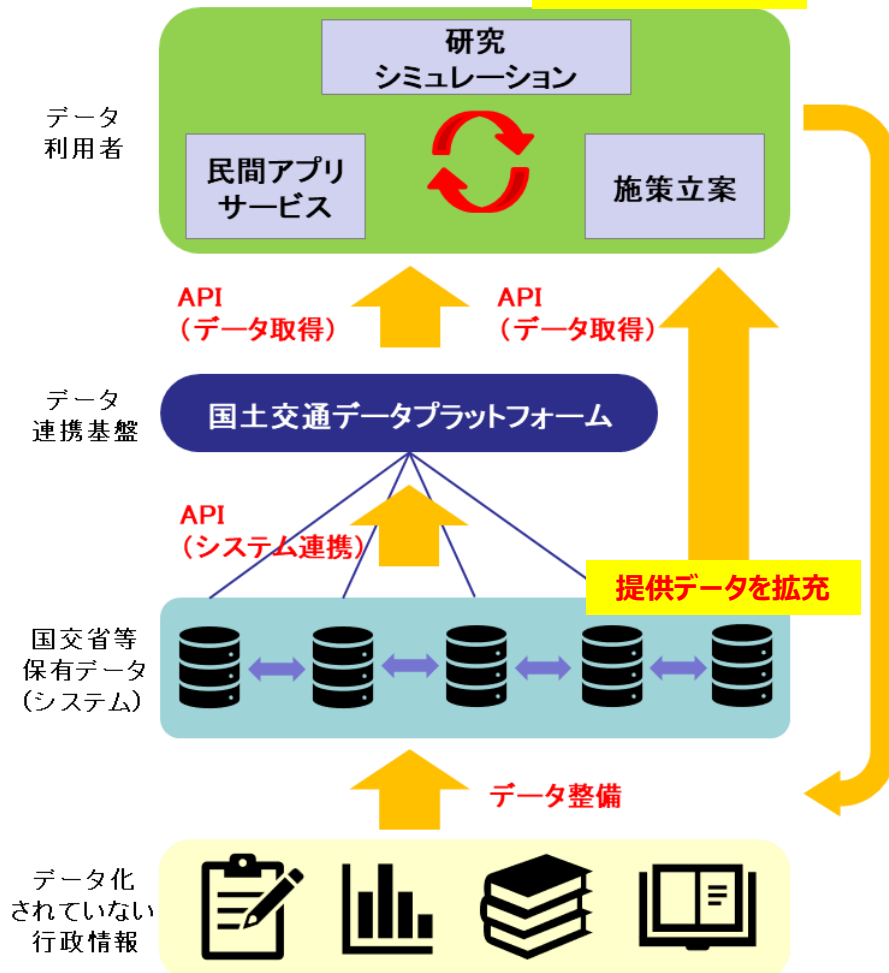 研究
シミュレーション
データ
利用者
民間アプリ
サービス
施策立案
API
（データ取得）
API
（データ取得）
データ
連携基盤
国土交通データプラットフォーム
API
（システム連携）
提供データを拡充
国交省等
保有データ
（システム）
データ整備
データ化
されていない
行政情報